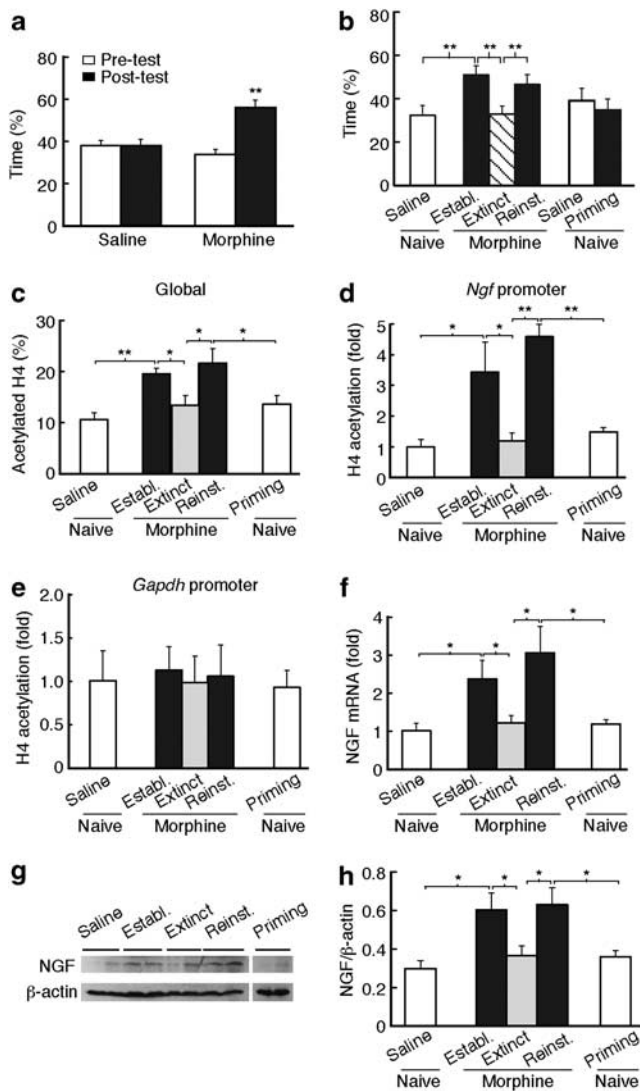 a
Pre-test
Post-test
**
Time (%)
80
60
40
20
0
Saline
Morphine
b
** ** **
Time (%)
80
60
40
20
0
Saline Establ. Extinct Reinst. Saline Priming
Naive Morphine Naive
c
Global
** * * *
Acetylated H4 (%)
30
20
10
0
Saline Establ. Extinct Reinst. Priming
Naive Morphine Naive
d
Ngf promoter
* * ** **
H4 acetylation (fold)
5
4
3
2
1
0
Saline Establ. Extinct Reinst. Priming
Naive Morphine Naive
e
Gapdh promoter
H4 acetylation (fold)
2.0
1.5
1.0
0.5
0.0
Saline Establ. Extinct Reinst. Priming
Naive Morphine Naive
f
* * * *
NGF mRNA (fold)
4
3
2
1
0
Saline Establ. Extinct Reinst. Priming
Naive Morphine Naive
g
Saline Establ. Extinct Reinst. Priming
NGF
β-actin
h
* * * *
NGF/β-actin
0.8
0.6
0.4
0.2
0
Saline Establ. Extinct Reinst. Priming
Naive Morphine Naive